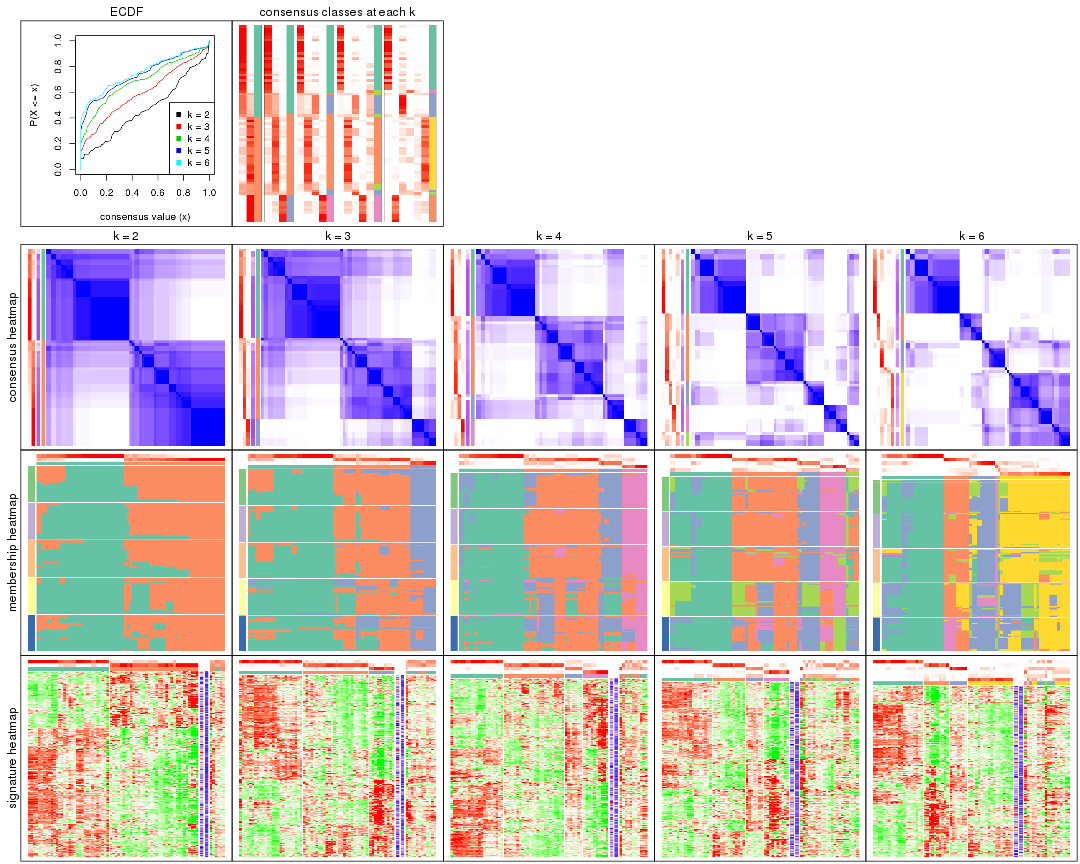 ECDF
consensus classes at each k
P(X <= x)
0.0 0.2 0.4 0.6 0.8 1.0
k = 2
k = 3
k = 4
k = 5
k = 6
0.0 0.2 0.4 0.6 0.8 1.0
consensus value (x)
k = 2
k = 3
k = 4
k = 5
k = 6
consensus heatmap
membership heatmap
signature heatmap